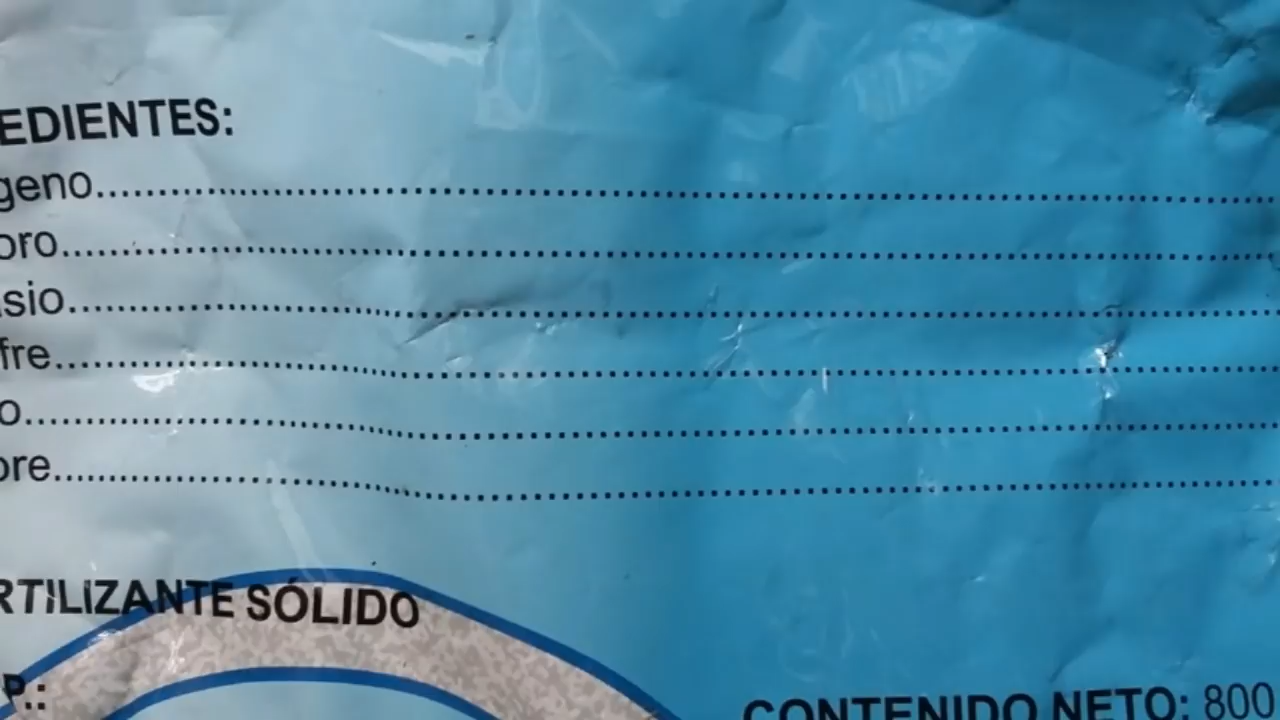 EDIENTES:
geno........................................................................................
oro........................................................................................
sio........................................................................................
fre........................................................................................
o........................................................................................
bre........................................................................................
RTILIZANTE SÓLIDO
P.:
CONTENIDO NETO: 800